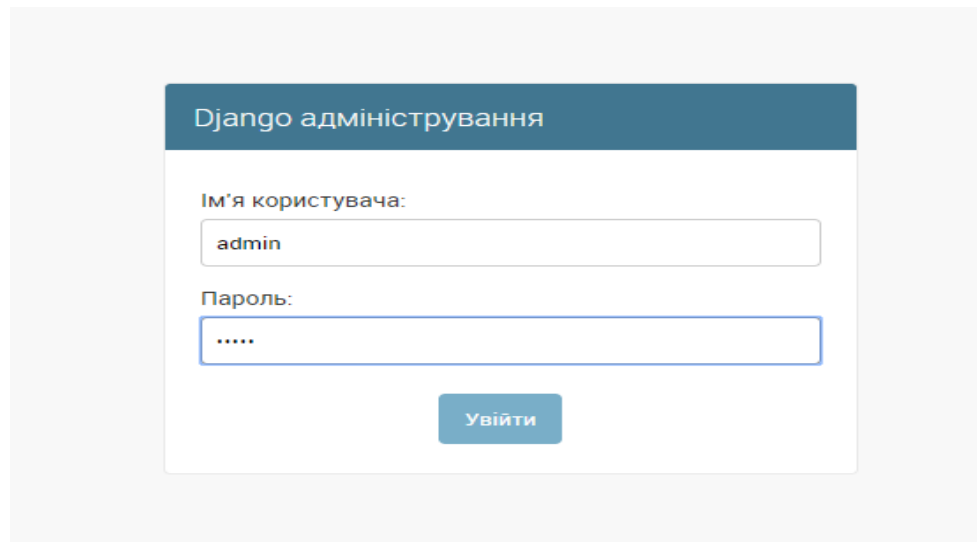 Django адміністрування
Ім'я користувача:
admin
Пароль:
•••••
Увійти